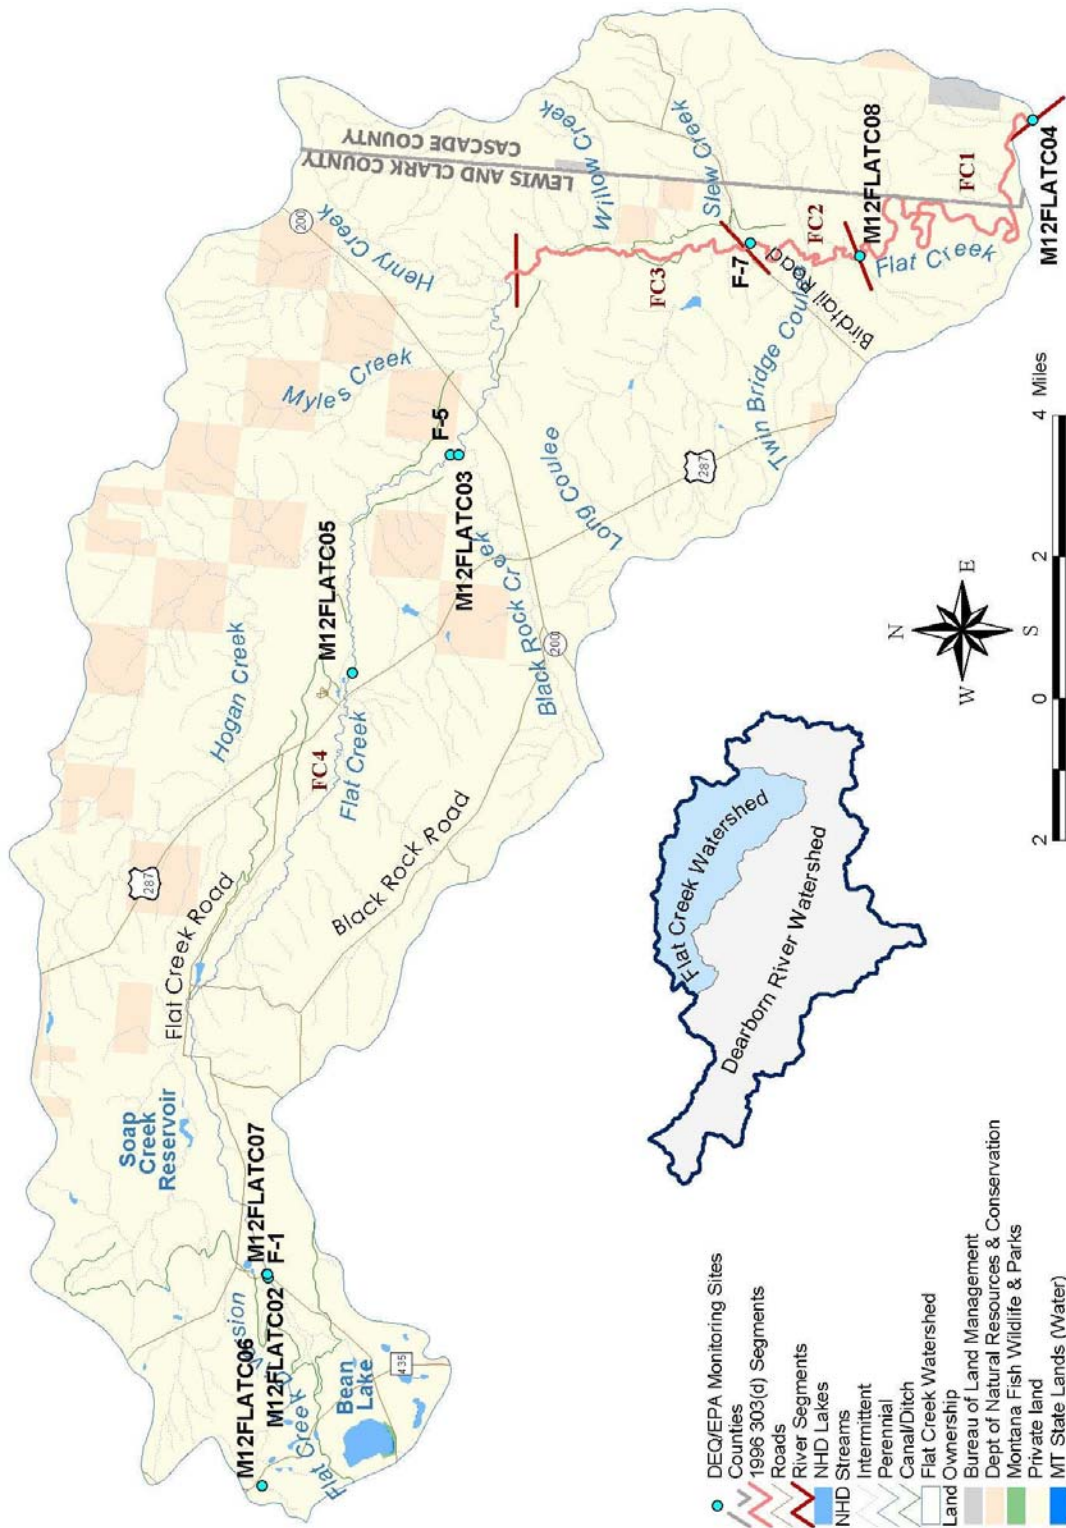 CASCADE COUNTY
LEWIS AND CLARK COUNTY
200
Henry Creek
Willow Creek
Slew Creek
Myles Creek
FC3
F-7
FC2
M12FLATC08
FC1
Flat Creek
M12FLATC04
Birdtail Road
Twin Bridge Coulee
F-5
M12FLATC03
M12FLATC05
Long Coulee
287
Black Rock Creek
200
Hogan Creek
FC4
Flat Creek
Black Rock Road
287
Flat Creek Road
Soap
Creek
Reservoir
M12FLATC07
F-1
M12FLATC02
M12FLATC06
Flat Creek
Bean
Lake
435
Flat Creek Watershed
Dearborn River Watershed
N
W
E
S
2
0
2
4 Miles
DEQ/EPA Monitoring Sites
Counties
1996 303(d) Segments
Roads
River Segments
NHD Lakes
NHD Streams
Intermittent
Perennial
Canal/Ditch
Flat Creek Watershed
Land Ownership
Bureau of Land Management
Dept of Natural Resources & Conservation
Montana Fish Wildlife & Parks
Private land
MT State Lands (Water)